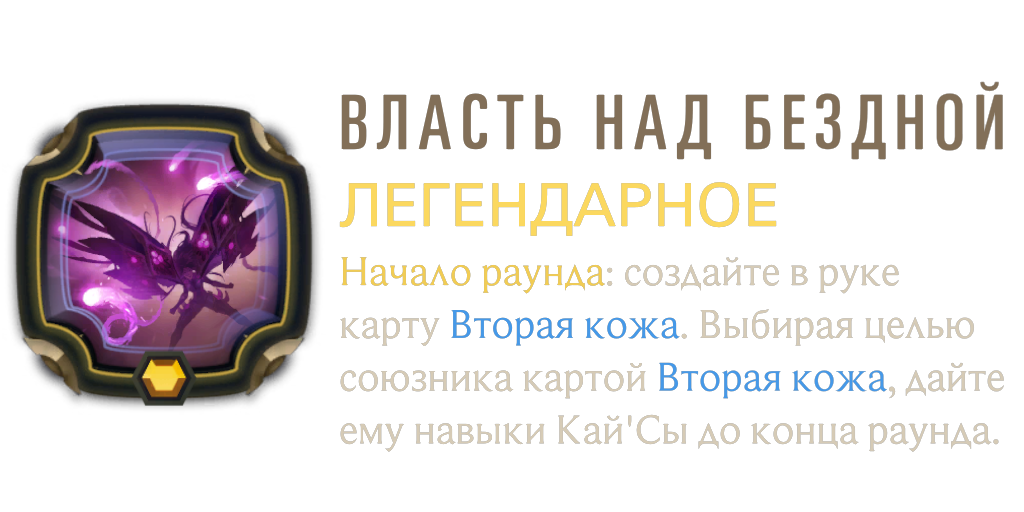 ВЛАСТЬ НАД БЕЗДНОЙ
ЛЕГЕНДАРНОЕ
Начало раунда: создайте в руке
карту Вторая кожа. Выбирая целью
союзника картой Вторая кожа, дайте
ему навыки Кай'Сы до конца раунда.